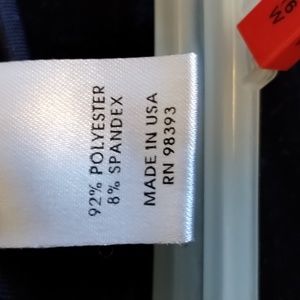 92% POLYESTER
8% SPANDEX
MADE IN USA
RN 98393